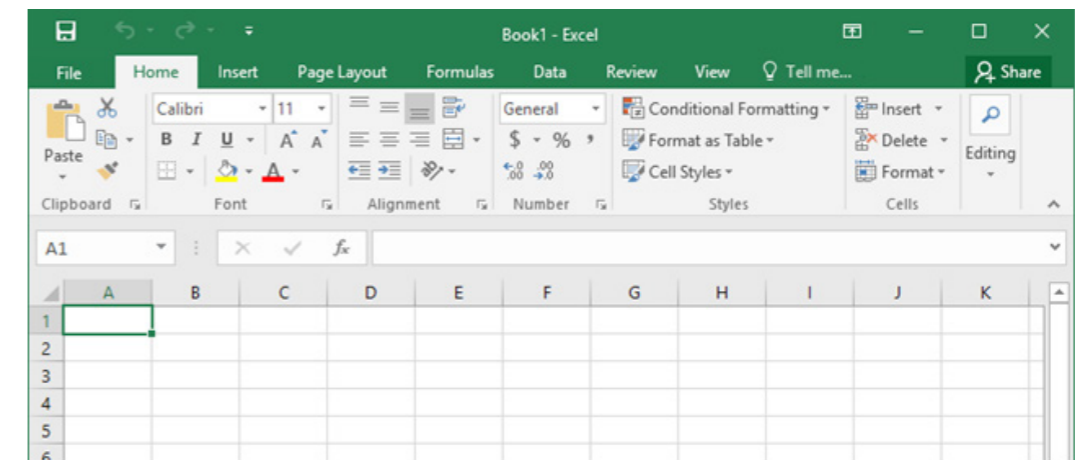 Book1 - Excel
File Home Insert Page Layout Formulas Data Review View Tell me... Share
Calibri 11 General Conditional Formatting Insert
B I U A A $ % , Format as Table Delete Editing
Paste A .00 .00 Cell Styles Format
Clipboard Font Alignment Number Styles Cells
A1 fx
A B C D E F G H I J K
1
2
3
4
5
6